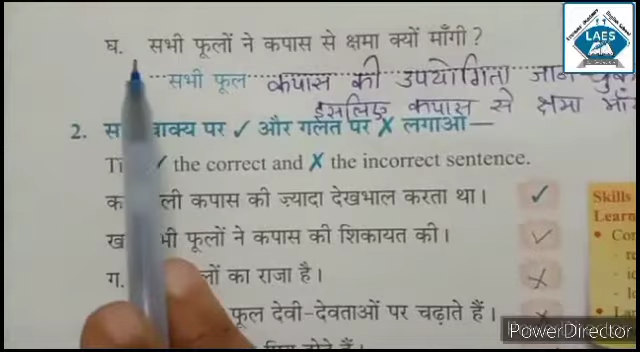 LAES
घ. सभी फूलों ने कपास से क्षमा क्यों माँगी ?
सभी फूल कपास की उपयोगिता जान
इसलिए कपास से क्षमा
2. वाक्य पर ✓ और गलत पर ✗ लगाओ—
✓ the correct and ✗ the incorrect sentence.
क ली कपास की ज़्यादा देखभाल करता था। ✓
ख भी फूलों ने कपास की शिकायत की। ✓
ग. लों का राजा है। ✗
फूल देवी-देवताओं पर चढ़ाते हैं।
Skills
Learn
PowerDirector